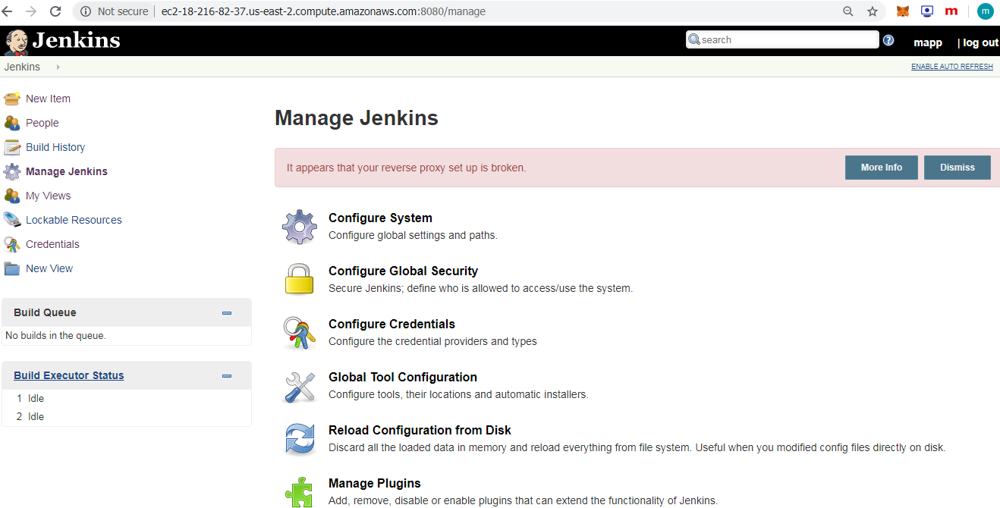 Not secure ec2-18-216-82-37.us-east-2.compute.amazonaws.com:8080/manage m m
Jenkins search mapp | log out
Jenkins ENABLE AUTO REFRESH
New Item
People
Build History
Manage Jenkins
My Views
Lockable Resources
Credentials
New View
Build Queue
No builds in the queue.
Build Executor Status
1 Idle
2 Idle
Manage Jenkins
It appears that your reverse proxy set up is broken. More Info Dismiss
Configure System
Configure global settings and paths.
Configure Global Security
Secure Jenkins; define who is allowed to access/use the system.
Configure Credentials
Configure the credential providers and types
Global Tool Configuration
Configure tools, their locations and automatic installers.
Reload Configuration from Disk
Discard all the loaded data in memory and reload everything from file system. Useful when you modified config files directly on disk.
Manage Plugins
Add, remove, disable or enable plugins that can extend the functionality of Jenkins.